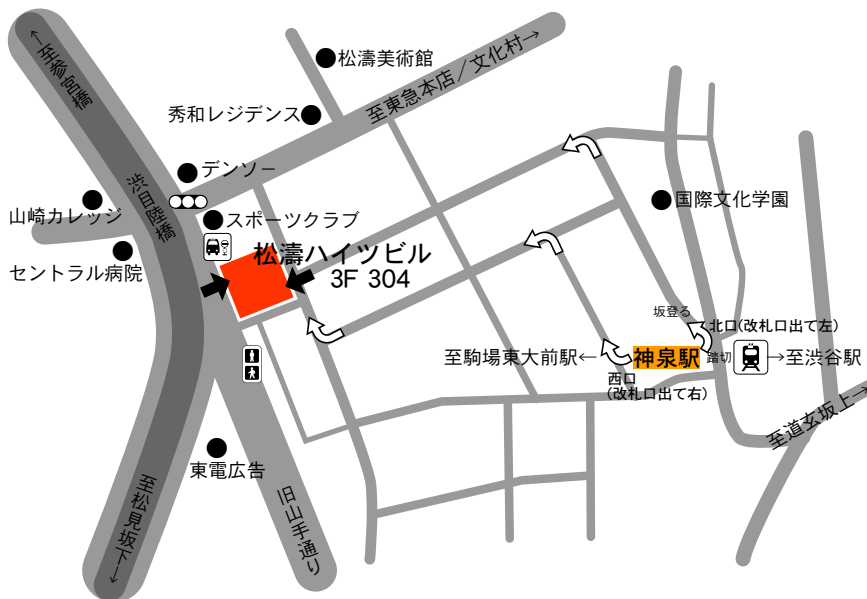 ←至参宮橋
松濤美術館
至東急本店/文化村→
秀和レジデンス
デンソー
渋目陸橋
山崎カレッジ
スポーツクラブ
国際文化学園
セントラル病院
松濤ハイツビル
3F 304
坂登る
北口(改札口出て左)
至駒場東大前駅←
神泉駅
踏切
→至渋谷駅
西口
(改札口出て右)
至道玄坂上→
東電広告
至松見坂下→
旧山手通り